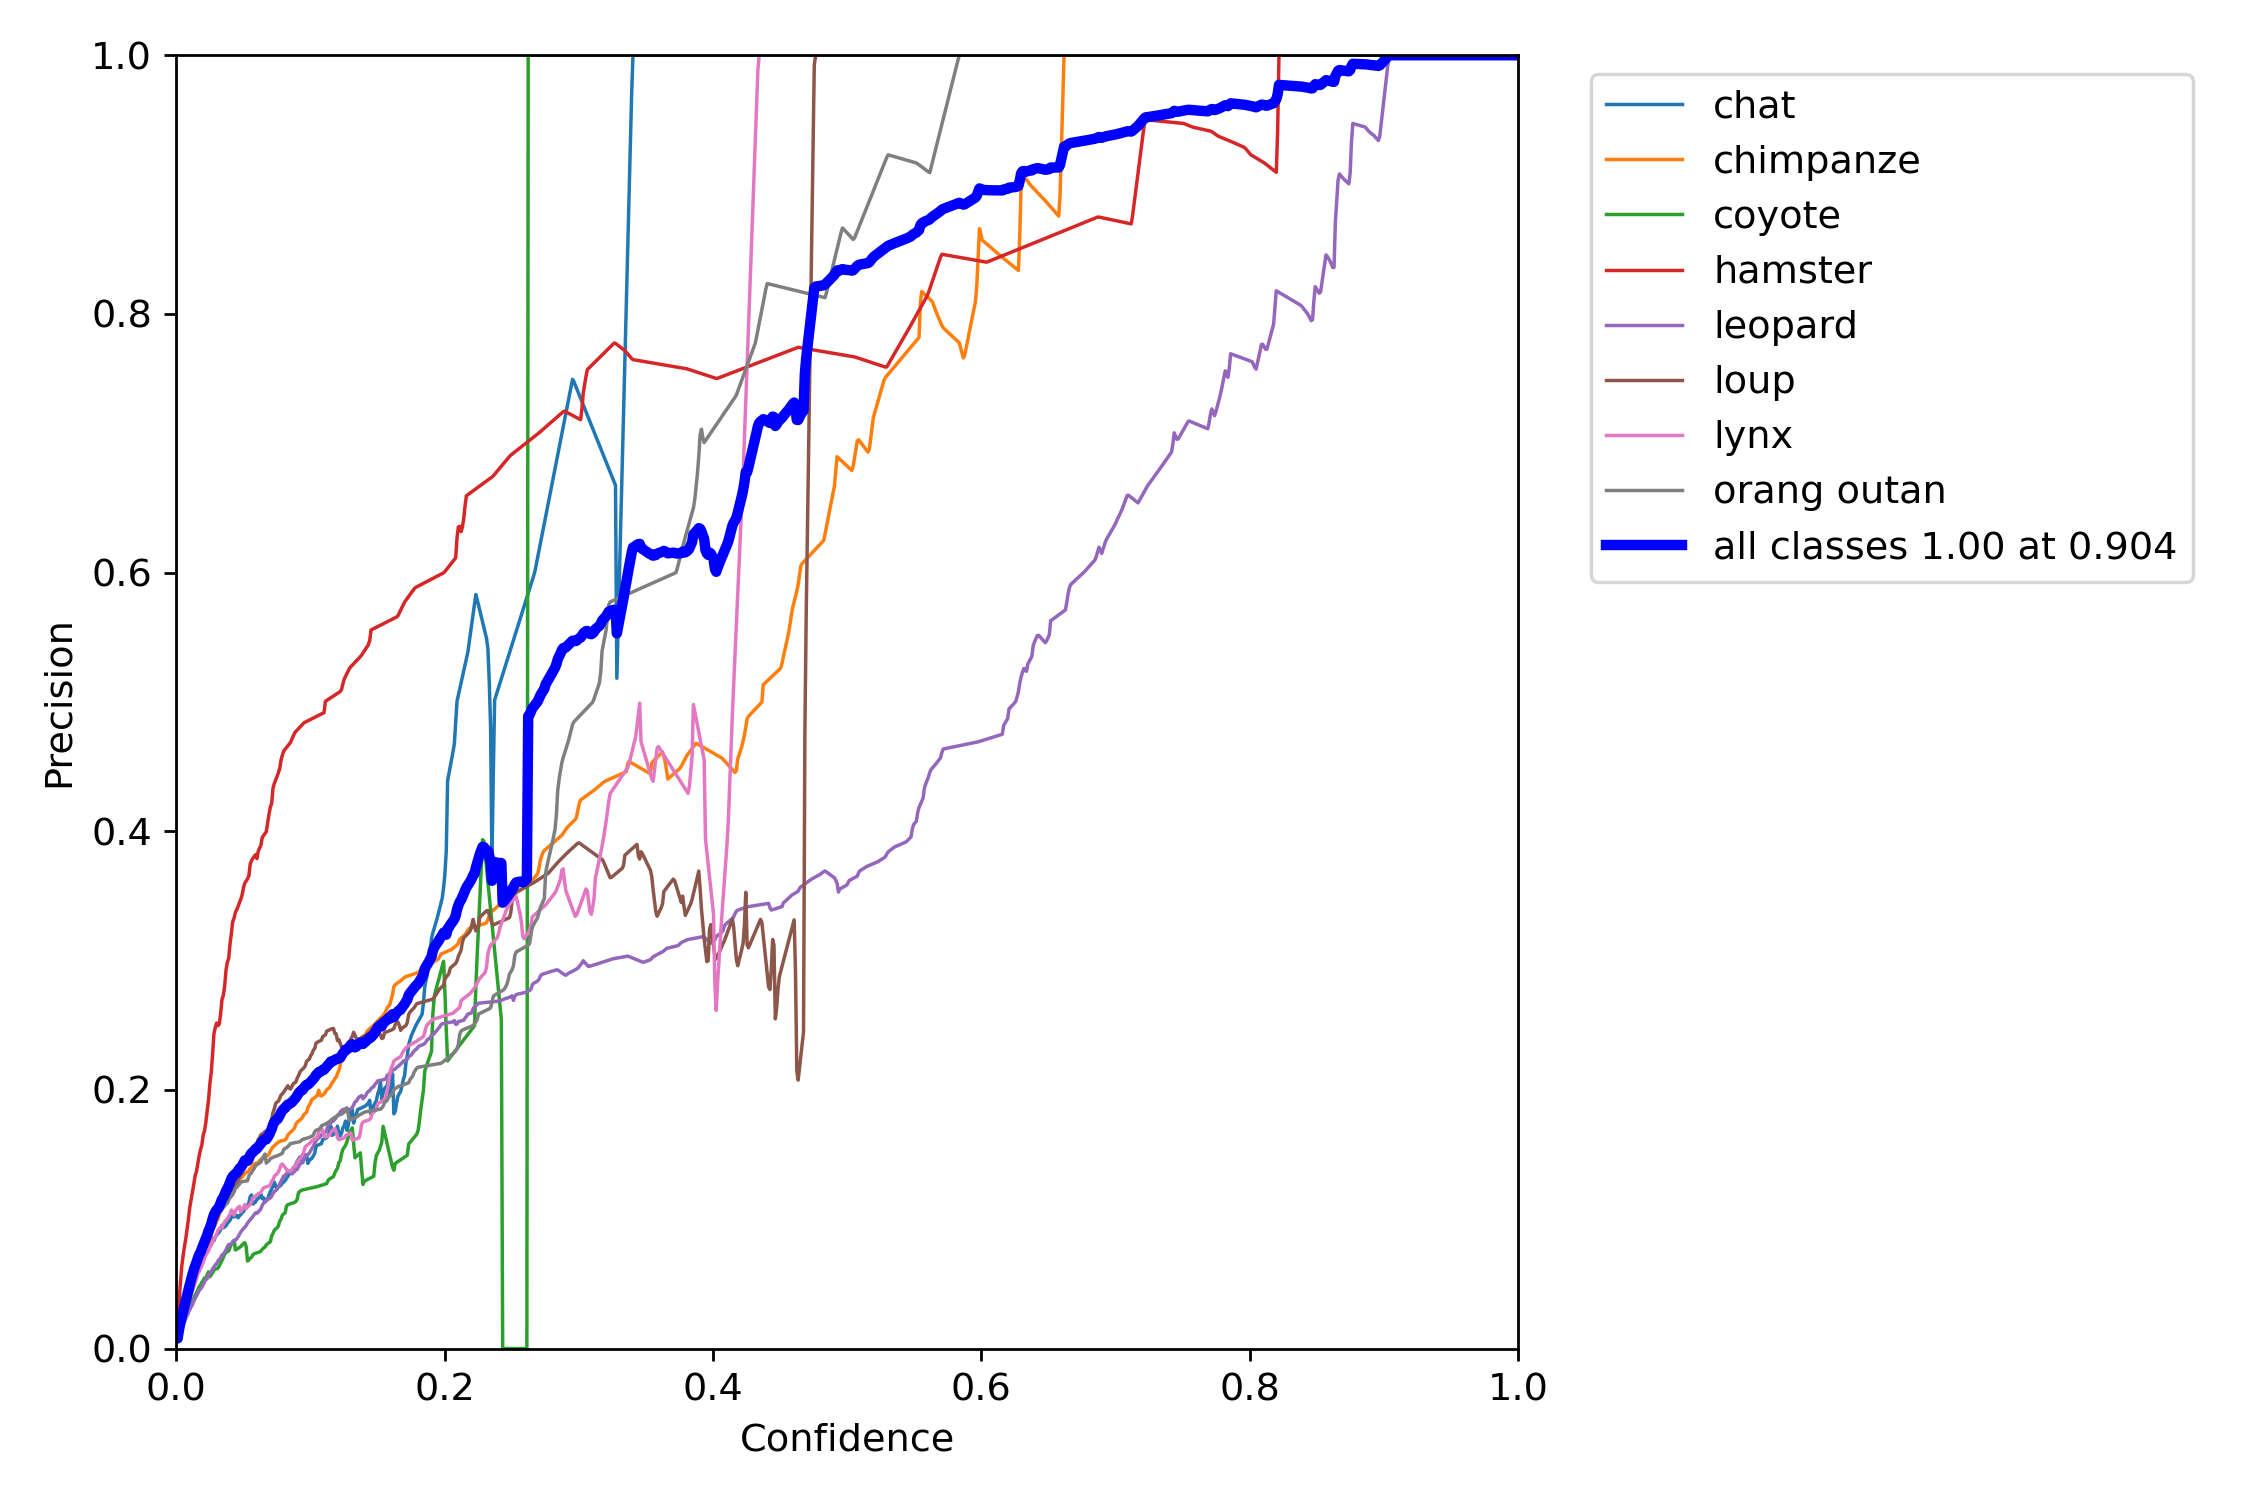 1.0
0.8
0.6
0.4
0.2
0.0
Precision
0.0 0.2 0.4 0.6 0.8 1.0
Confidence
chat
chimpanze
coyote
hamster
leopard
loup
lynx
orang outan
all classes 1.00 at 0.904